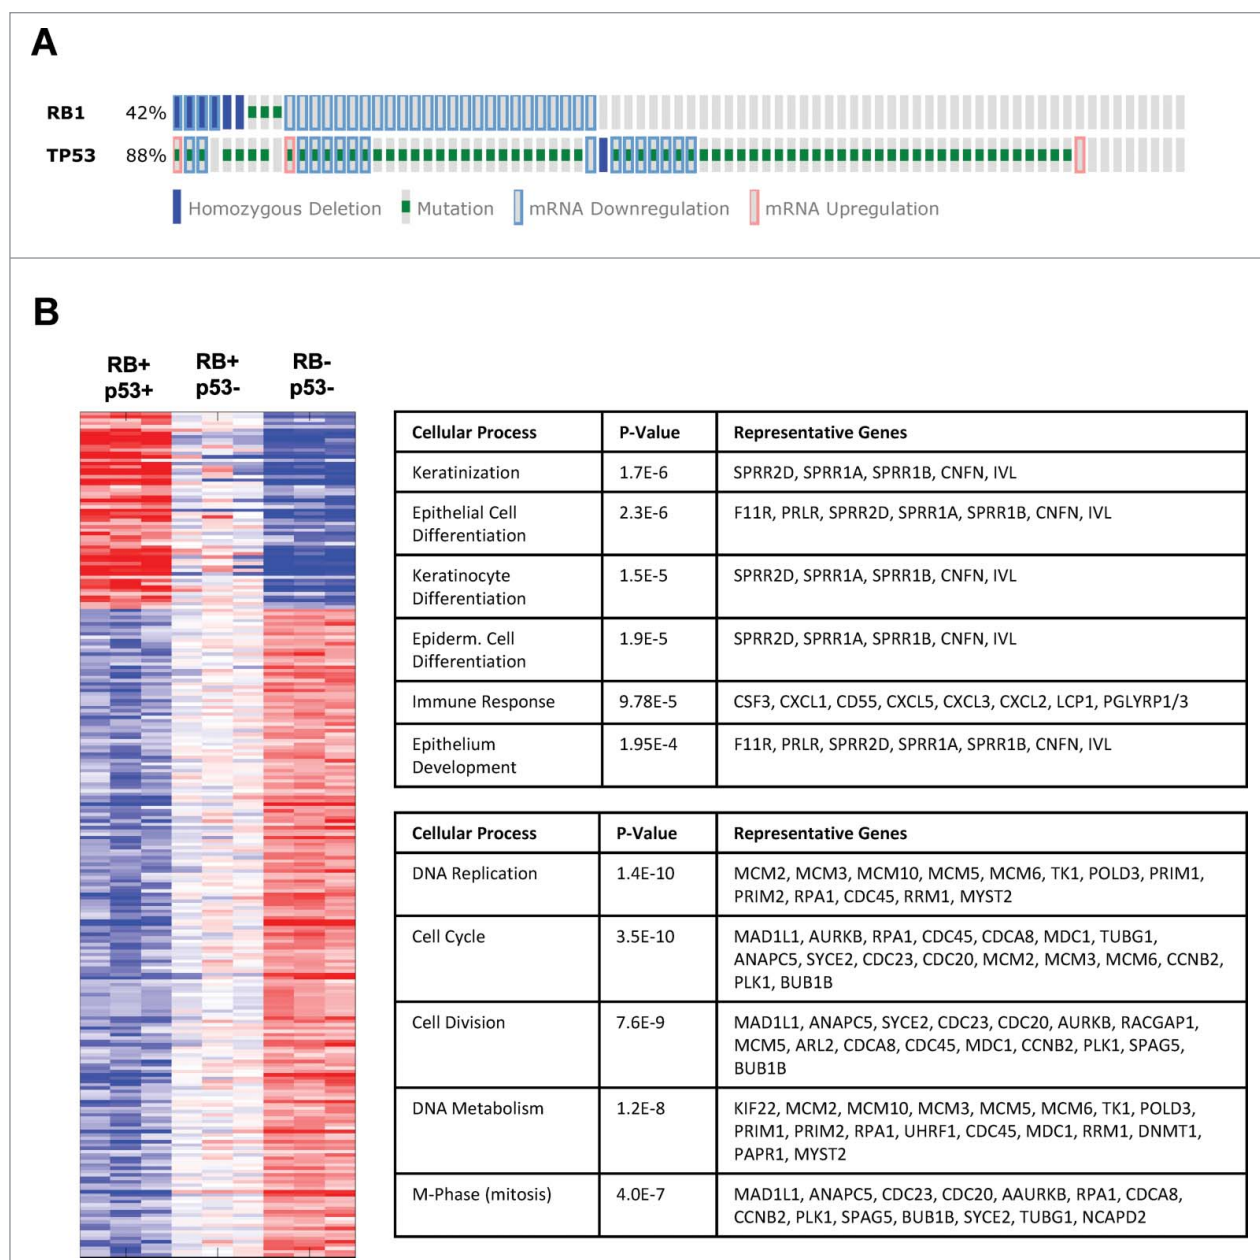 A
RB1 42%
TP53 88%
Homozygous Deletion Mutation mRNA Downregulation mRNA Upregulation
B
RB+ RB+ RB-
p53+ p53- p53-
Cellular Process P-Value Representative Genes
Keratinization 1.7E-6 SPRR2D, SPRR1A, SPRR1B, CNFN, IVL
Epithelial Cell 2.3E-6 F11R, PRLR, SPRR2D, SPRR1A, SPRR1B, CNFN, IVL
Differentiation
Keratinocyte 1.5E-5 SPRR2D, SPRR1A, SPRR1B, CNFN, IVL
Differentiation
Epiderm. Cell 1.9E-5 SPRR2D, SPRR1A, SPRR1B, CNFN, IVL
Differentiation
Immune Response 9.78E-5 CSF3, CXCL1, CD55, CXCL5, CXCL3, CXCL2, LCP1, PGLYRP1/3
Epithelium 1.95E-4 F11R, PRLR, SPRR2D, SPRR1A, SPRR1B, CNFN, IVL
Development
Cellular Process P-Value Representative Genes
DNA Replication 1.4E-10 MCM2, MCM3, MCM10, MCM5, MCM6, TK1, POLD3, PRIM1,
PRIM2, RPA1, CDC45, RRM1, MYST2
Cell Cycle 3.5E-10 MAD1L1, AURKB, RPA1, CDC45, CDCA8, MDC1, TUBG1,
ANAPC5, SYCE2, CDC23, CDC20, MCM2, MCM3, MCM6, CCNB2,
PLK1, BUB1B
Cell Division 7.6E-9 MAD1L1, ANAPC5, SYCE2, CDC23, CDC20, AURKB, RACGAP1,
MCM5, ARL2, CDCA8, CDC45, MDC1, CCNB2, PLK1, SPAG5,
BUB1B
DNA Metabolism 1.2E-8 KIF22, MCM2, MCM10, MCM3, MCM5, MCM6, TK1, POLD3,
PRIM1, PRIM2, RPA1, UHRF1, CDC45, MDC1, RRM1, DNMT1,
PAPR1, MYST2
M-Phase (mitosis) 4.0E-7 MAD1L1, ANAPC5, CDC23, CDC20, AAURKB, RPA1, CDCA8,
CCNB2, PLK1, SPAG5, BUB1B, SYCE2, TUBG1, NCAPD2